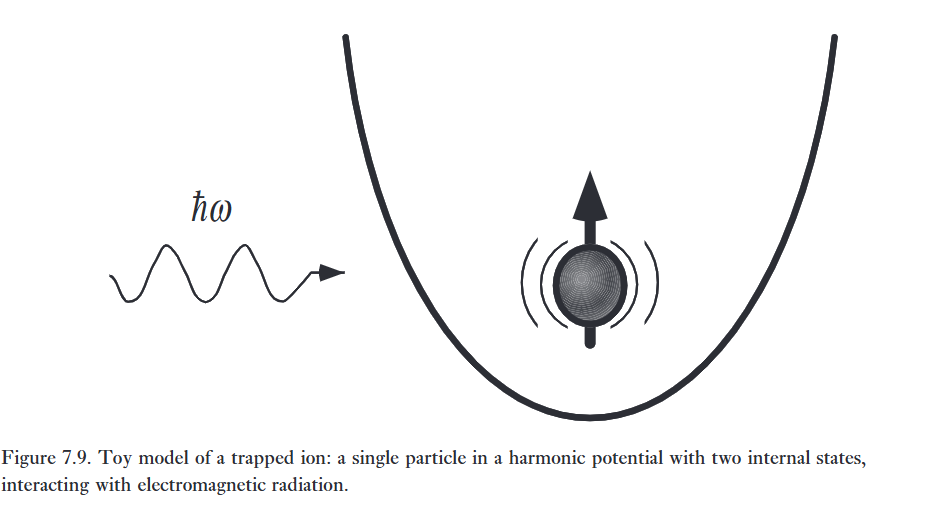 ħω
Figure 7.9. Toy model of a trapped ion: a single particle in a harmonic potential with two internal states,
interacting with electromagnetic radiation.